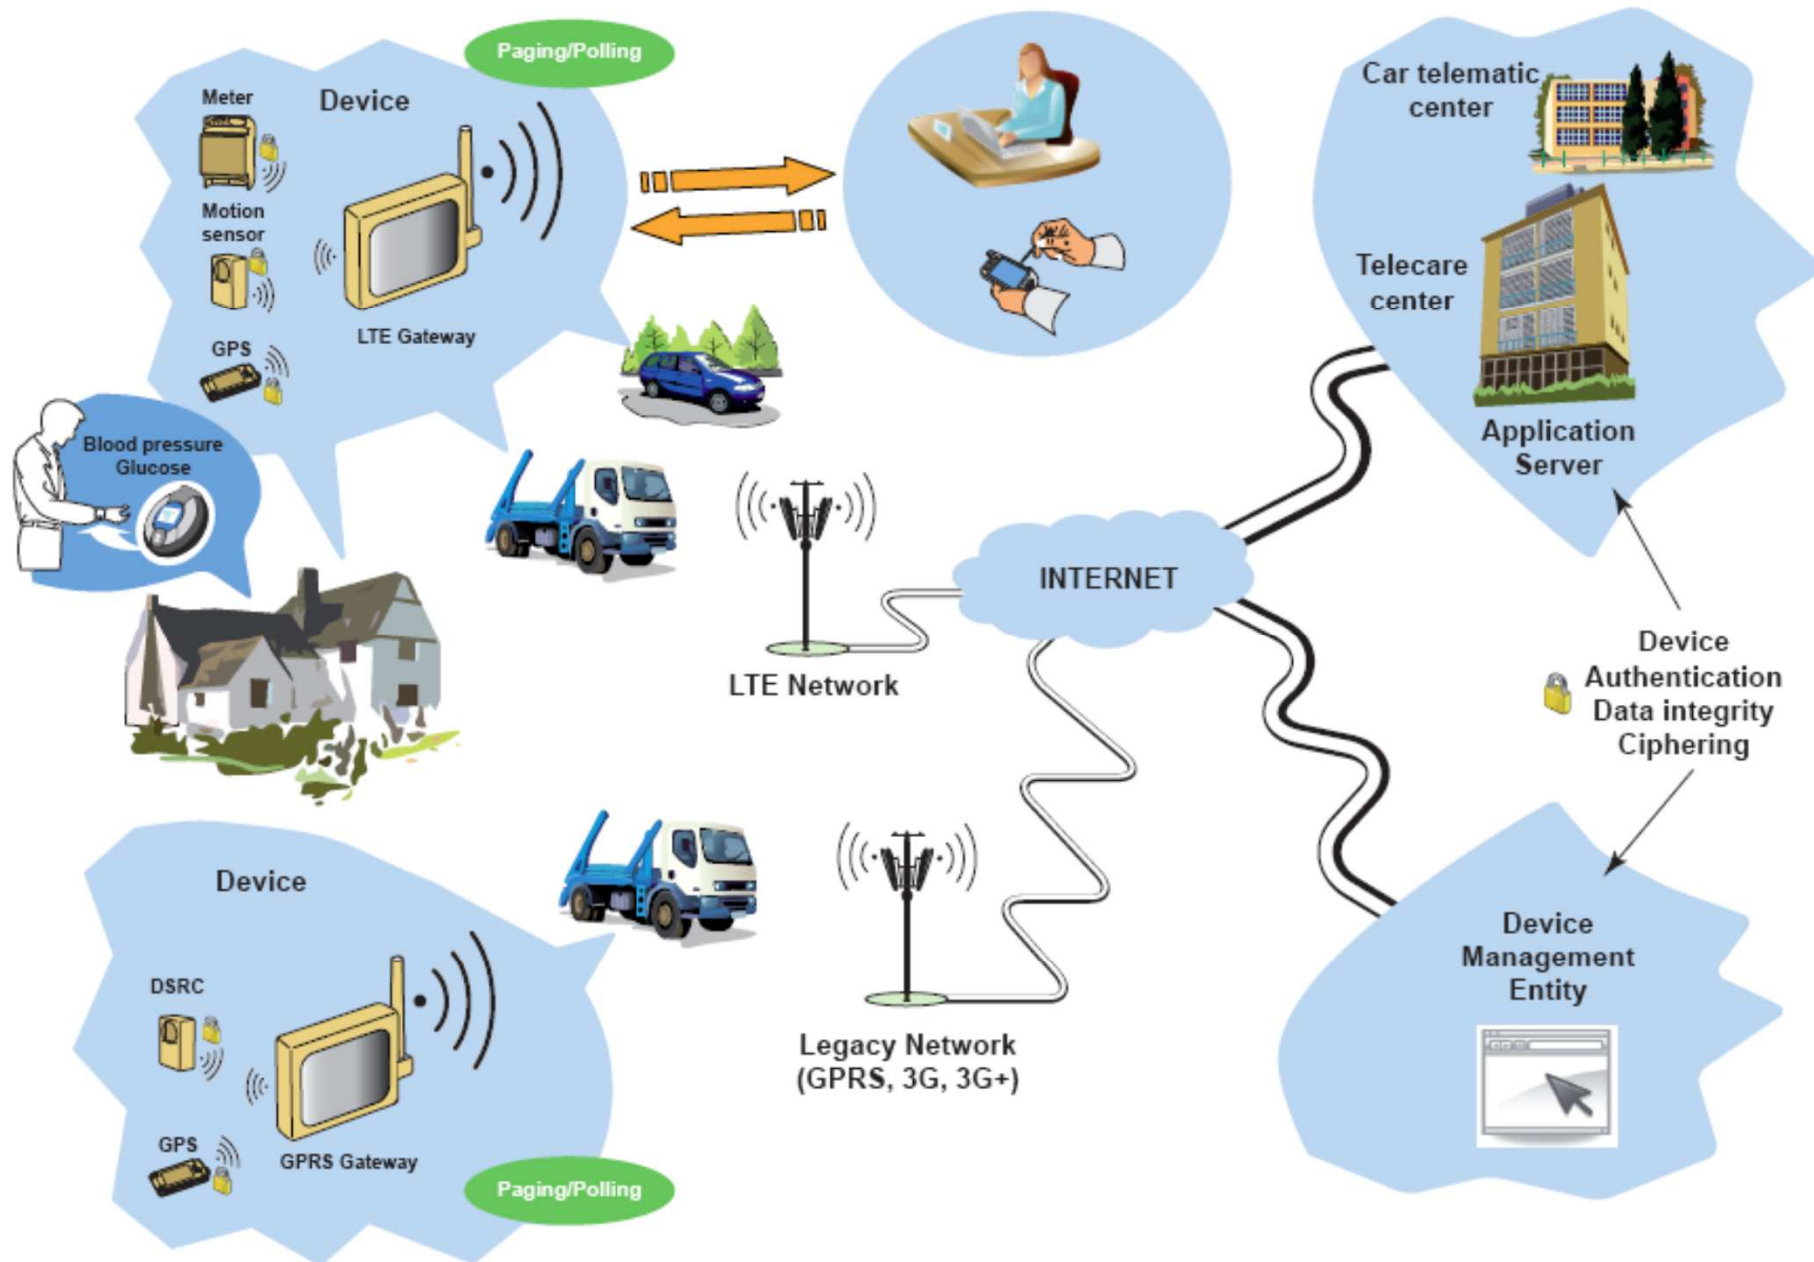 Paging/Polling
Device
Meter
Motion
sensor
GPS
LTE Gateway
Blood pressure
Glucose
Car telematic
center
Telecare
center
Application
Server
INTERNET
LTE Network
Device
Authentication
Data integrity
Ciphering
Device
DSRC
GPS
GPRS Gateway
Paging/Polling
Legacy Network
(GPRS, 3G, 3G+)
Device
Management
Entity